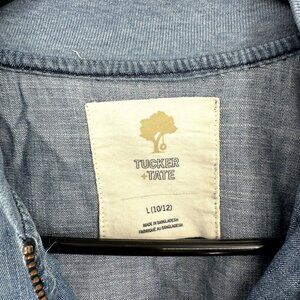 TUCKER
+TATE
L (10/12)
MADE IN BANGLADESH
FABRIQUÉ AU BANGLADESH